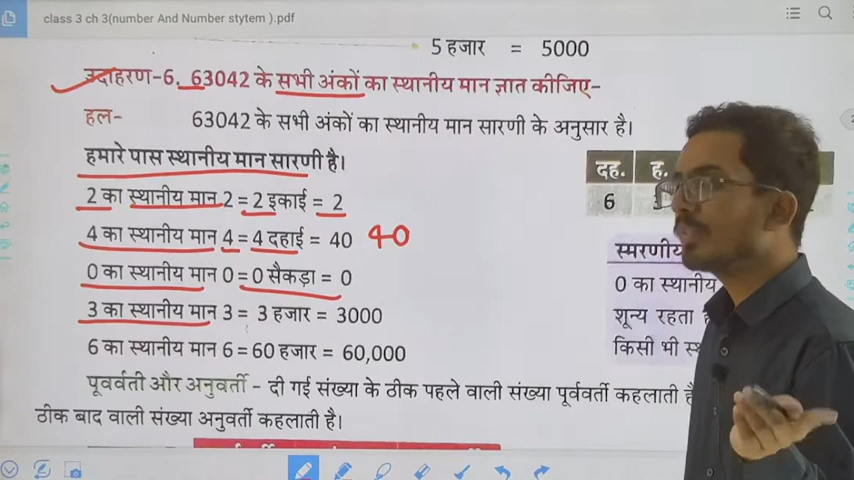 class 3 ch 3(number And Number stytem ).pdf
5 हजार = 5000
उदाहरण-6. 63042 के सभी अंकों का स्थानीय मान ज्ञात कीजिए-
हल- 63042 के सभी अंकों का स्थानीय मान सारणी के अनुसार है।
हमारे पास स्थानीय मान सारणी है।
दह. ह.
6 3
2 का स्थानीय मान 2 = 2 इकाई = 2
4 का स्थानीय मान 4 = 4 दहाई = 40 40
0 का स्थानीय मान 0 = 0 सैकड़ा = 0
3 का स्थानीय मान 3 = 3 हजार = 3000
6 का स्थानीय मान 6 = 60 हजार = 60,000
स्मरणीय
0 का स्थानीय
शून्य रहता
किसी भी
पूवर्वती और अनुवर्ती - दी गई संख्या के ठीक पहले वाली संख्या पूर्ववर्ती कहलाती है
ठीक बाद वाली संख्या अनुवर्ती कहलाती है।